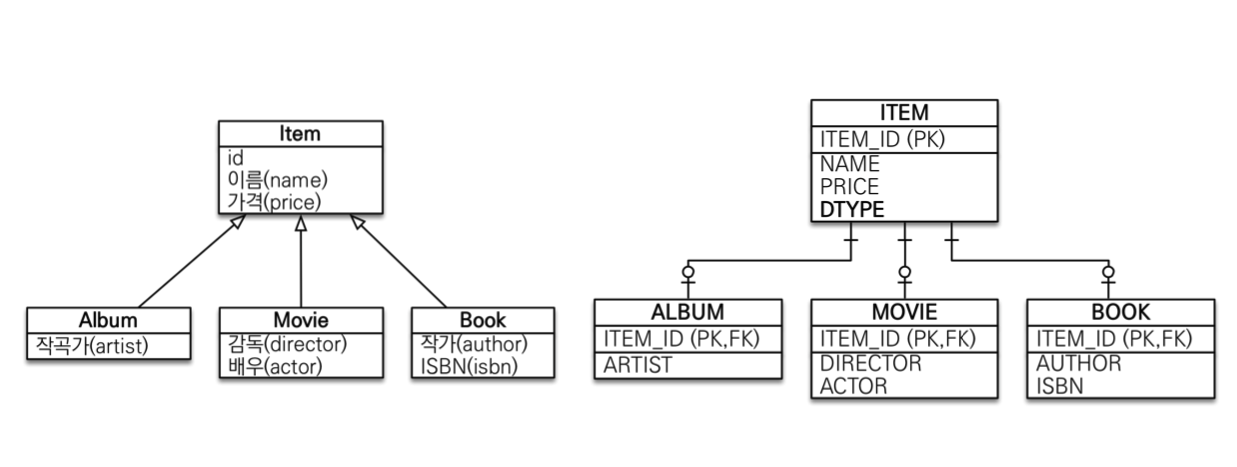 Item
id
이름(name)
가격(price)
Album
작곡가(artist)
Movie
감독(director)
배우(actor)
Book
작가(author)
ISBN(isbn)
ITEM
ITEM_ID (PK)
NAME
PRICE
DTYPE
ALBUM
ITEM_ID (PK,FK)
ARTIST
MOVIE
ITEM_ID (PK,FK)
DIRECTOR
ACTOR
BOOK
ITEM_ID (PK,FK)
AUTHOR
ISBN